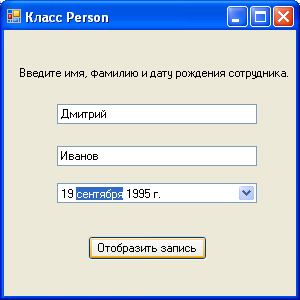 Класс Person
Введите имя, фамилию и дату рождения сотрудника.
Дмитрий
Иванов
19 сентября 1995 г.
Отобразить запись